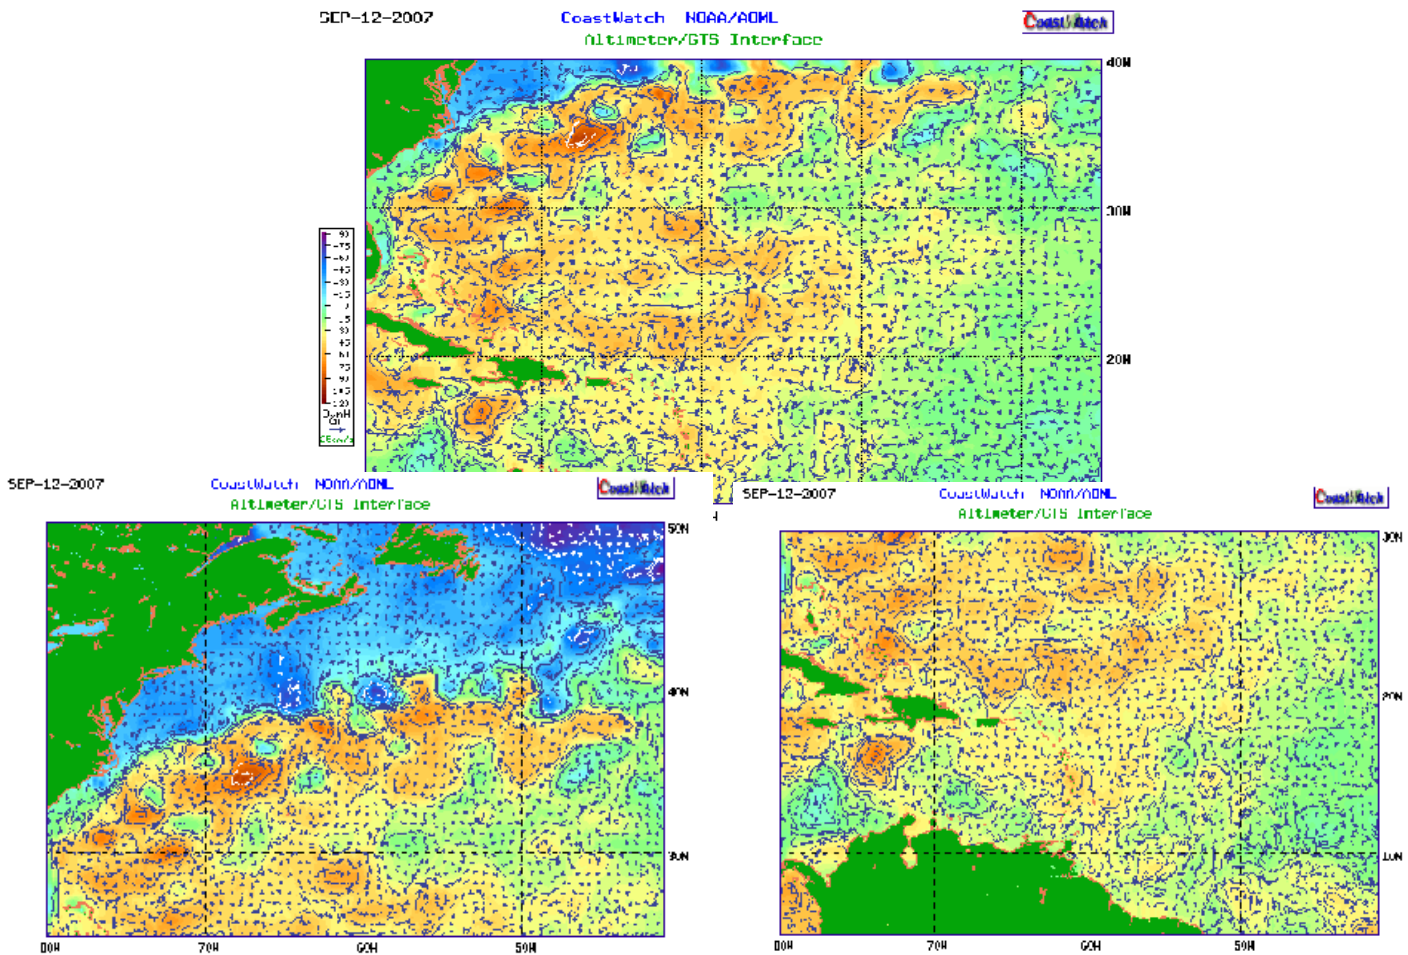 SEP-12-2007
CoastWatch NOAA/AOML
CoastWatch
Altimeter/GTS Interface
40N
30N
20N
SEP-12-2007
CoastWatch NOAA/AOML
CoastWatch
Altimeter/GTS Interface
50N
40N
30N
80W
70W
60W
50W
SEP-12-2007
CoastWatch NOAA/AOML
CoastWatch
Altimeter/GTS Interface
30N
20N
10N
80W
70W
60W
50W